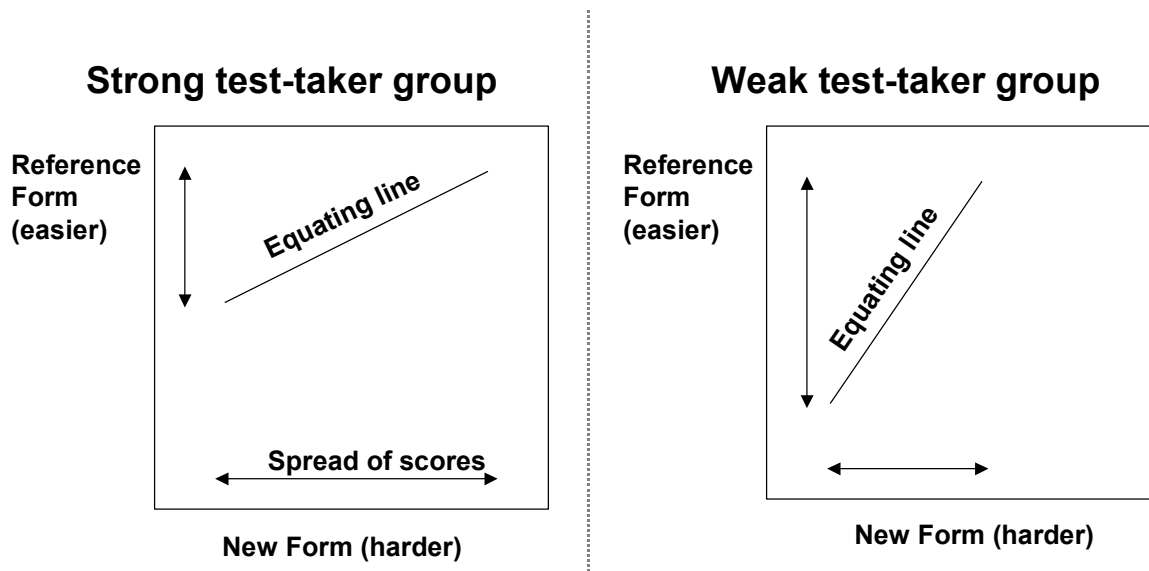 Strong test-taker group
Reference
Form
(easier)
Equating line
Spread of scores
New Form (harder)
Weak test-taker group
Reference
Form
(easier)
Equating line
New Form (harder)